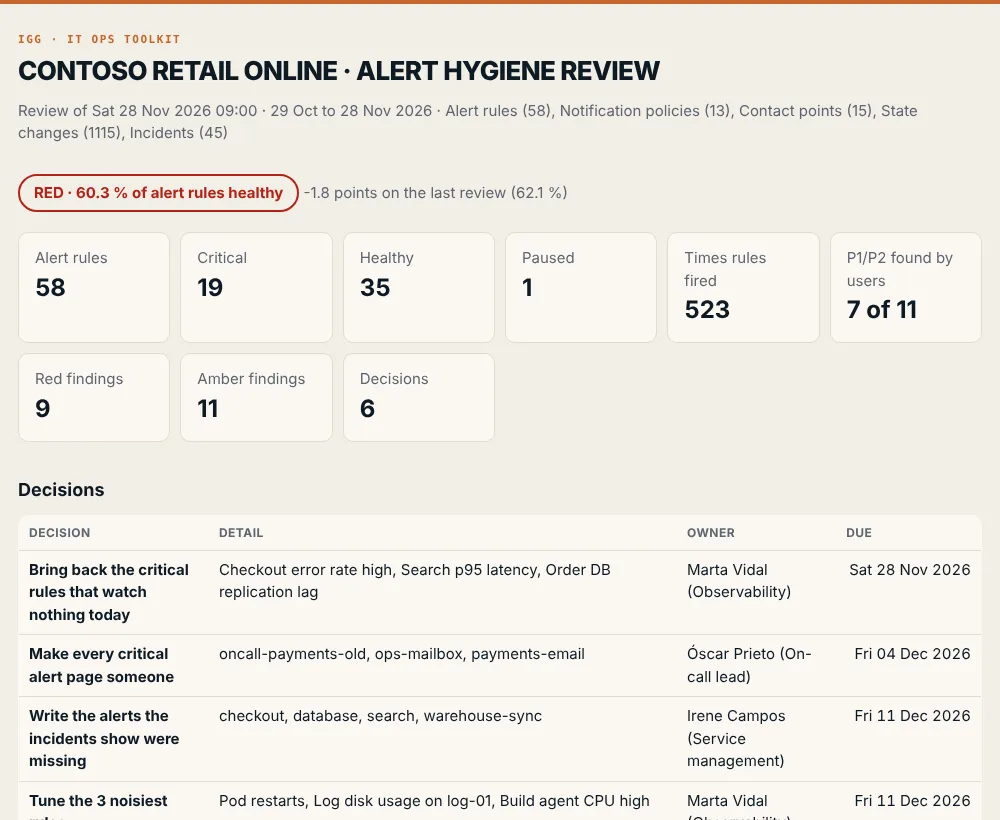 IGG · IT OPS TOOLKIT
CONTOSO RETAIL ONLINE · ALERT HYGIENE REVIEW
Review of Sat 28 Nov 2026 09:00 · 29 Oct to 28 Nov 2026 · Alert rules (58), Notification policies (13), Contact points (15), State
changes (1115), Incidents (45)
RED · 60.3 % of alert rules healthy -1.8 points on the last review (62.1 %)
Alert rules
58
Critical
19
Healthy
35
Paused
1
Times rules
fired
523
P1/P2 found by
users
7 of 11
Red findings
9
Amber findings
11
Decisions
6
Decisions
DECISION DETAIL OWNER DUE
Bring back the critical
rules that watch
nothing today
Checkout error rate high, Search p95 latency, Order DB
replication lag
Marta Vidal
(Observability)
Sat 28 Nov 2026
Make every critical
alert page someone
oncall-payments-old, ops-mailbox, payments-email
Óscar Prieto (On-
call lead)
Fri 04 Dec 2026
Write the alerts the
incidents show were
missing
checkout, database, search, warehouse-sync
Irene Campos
(Service
management)
Fri 11 Dec 2026
Tune the 3 noisiest
Pod restarts, Log disk usage on log-01, Build agent CPU high
Marta Vidal
Fri 11 Dec 2026